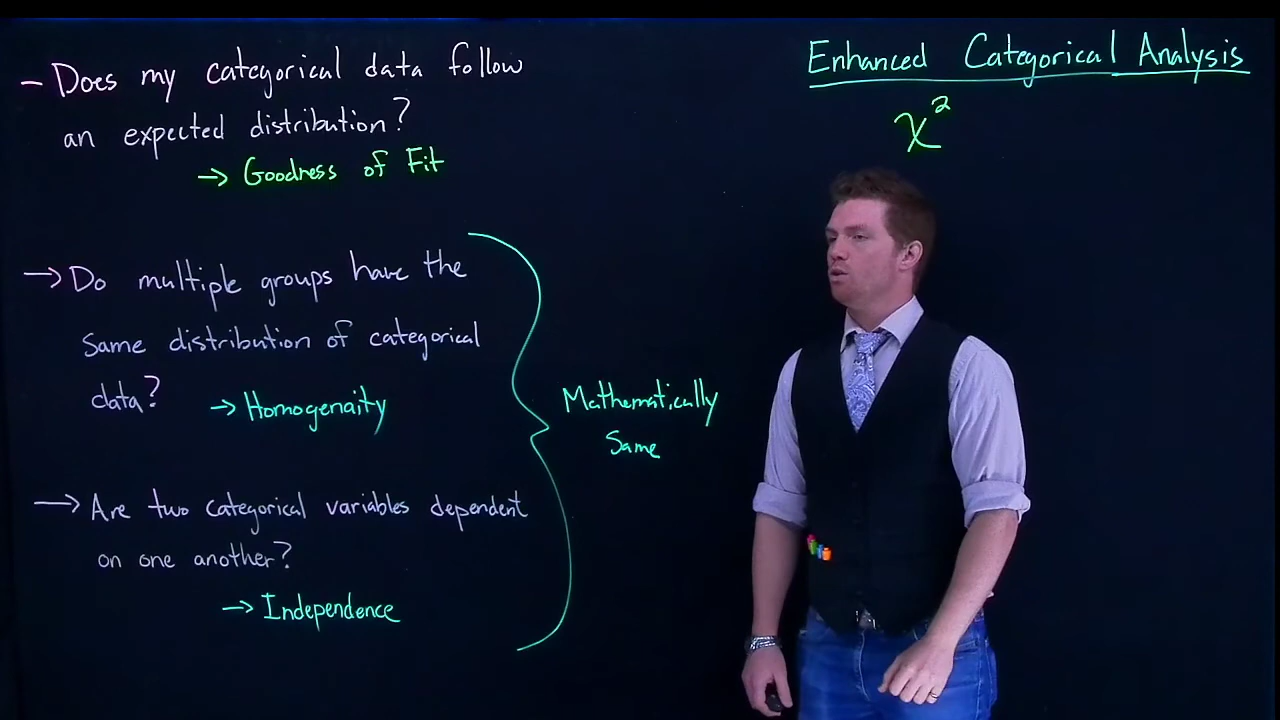 - Does my categorical data follow
an expected distribution?
→ Goodness of Fit
→ Do multiple groups have the
same distribution of categorical
data?
→ Homogenaity
→ Are two categorical variables dependent
on one another?
→ Independence
Mathematically
Same
Enhanced Categorical Analysis
χ²